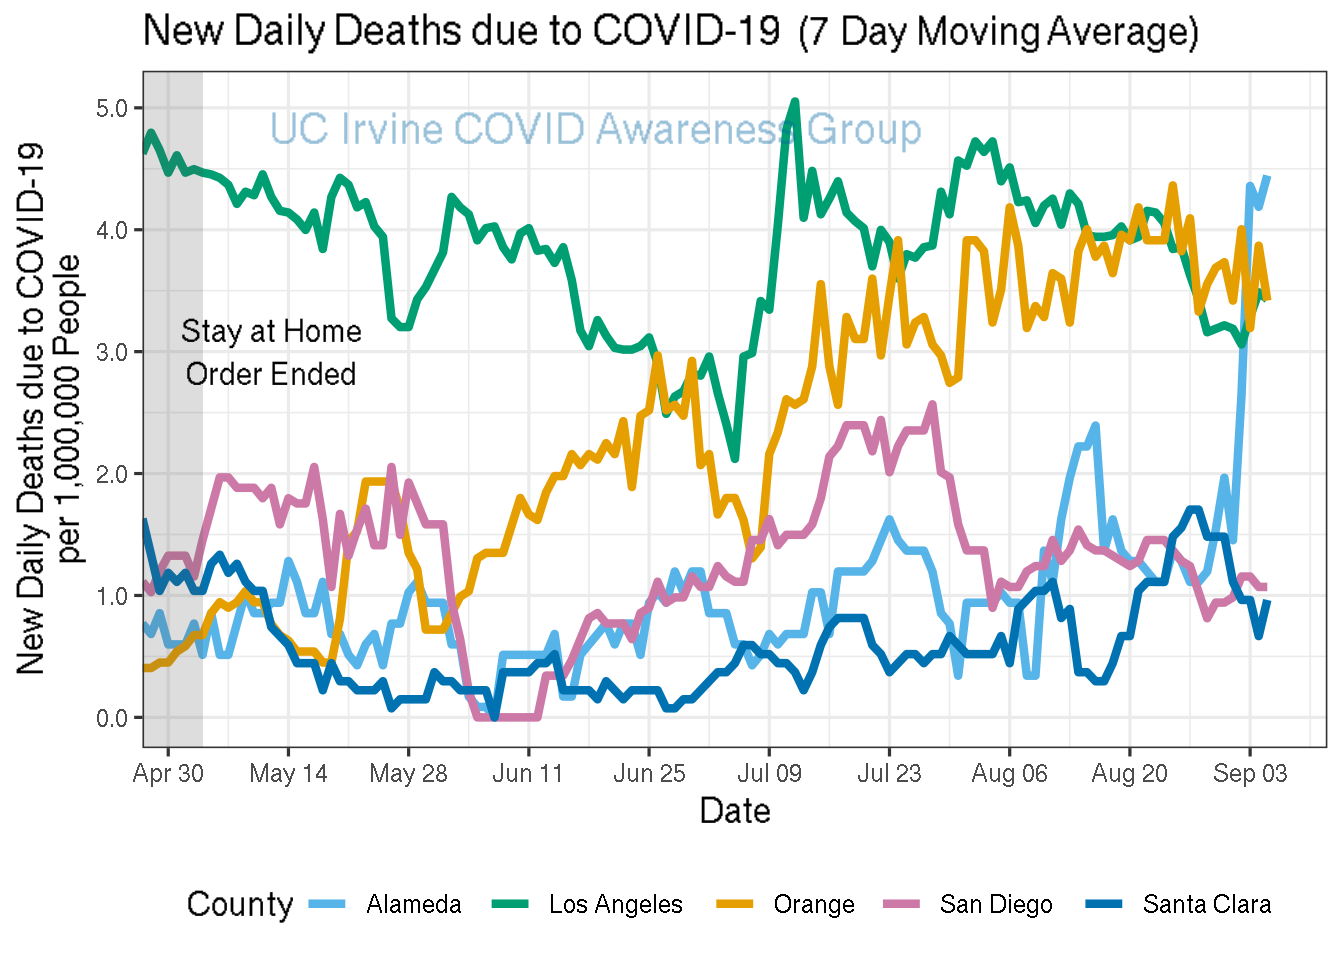 New Daily Deaths due to COVID-19 (7 Day Moving Average)
New Daily Deaths due to COVID-19
per 1,000,000 People
5.0
4.0
3.0
2.0
1.0
0.0
UC Irvine COVID Awareness Group
Stay at Home
Order Ended
Apr 30 May 14 May 28 Jun 11 Jun 25 Jul 09 Jul 23 Aug 06 Aug 20 Sep 03
Date
County Alameda Los Angeles Orange San Diego Santa Clara